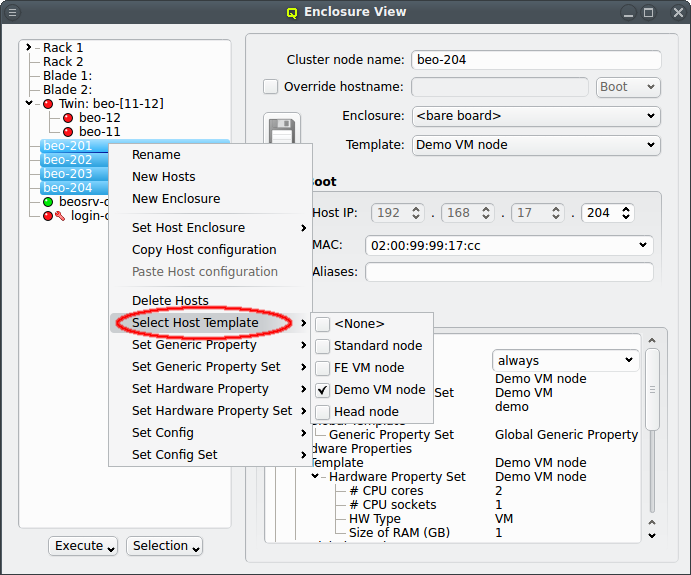 Enclosure View
Rack 1
Rack 2
Blade 1:
Blade 2:
Twin: beo-[11-12]
beo-12
beo-11
beo-201
beo-202
beo-203
beo-204
login-
Execute
Selection
Cluster node name: beo-204
Override hostname: Boot
Enclosure: <bare board>
Template: Demo VM node
Host IP: 192 . 168 . 17 . 204
MAC: 02:00:99:99:17:cc
Aliases:
Rename
New Hosts
New Enclosure
Set Host Enclosure
Copy Host configuration
Paste Host configuration
Delete Hosts
Select Host Template
Set Generic Property
Set Generic Property Set
Set Hardware Property
Set Hardware Property Set
Set Config
Set Config Set
<None>
Standard node
FE VM node
Demo VM node
Head node
always
Demo VM node
Set Demo VM
demo
Generic Property Set Global Generic Property
dware Properties
Template Demo VM node
Hardware Property Set Demo VM node
# CPU cores 2
# CPU sockets 1
HW Type VM
Size of RAM (GB) 1